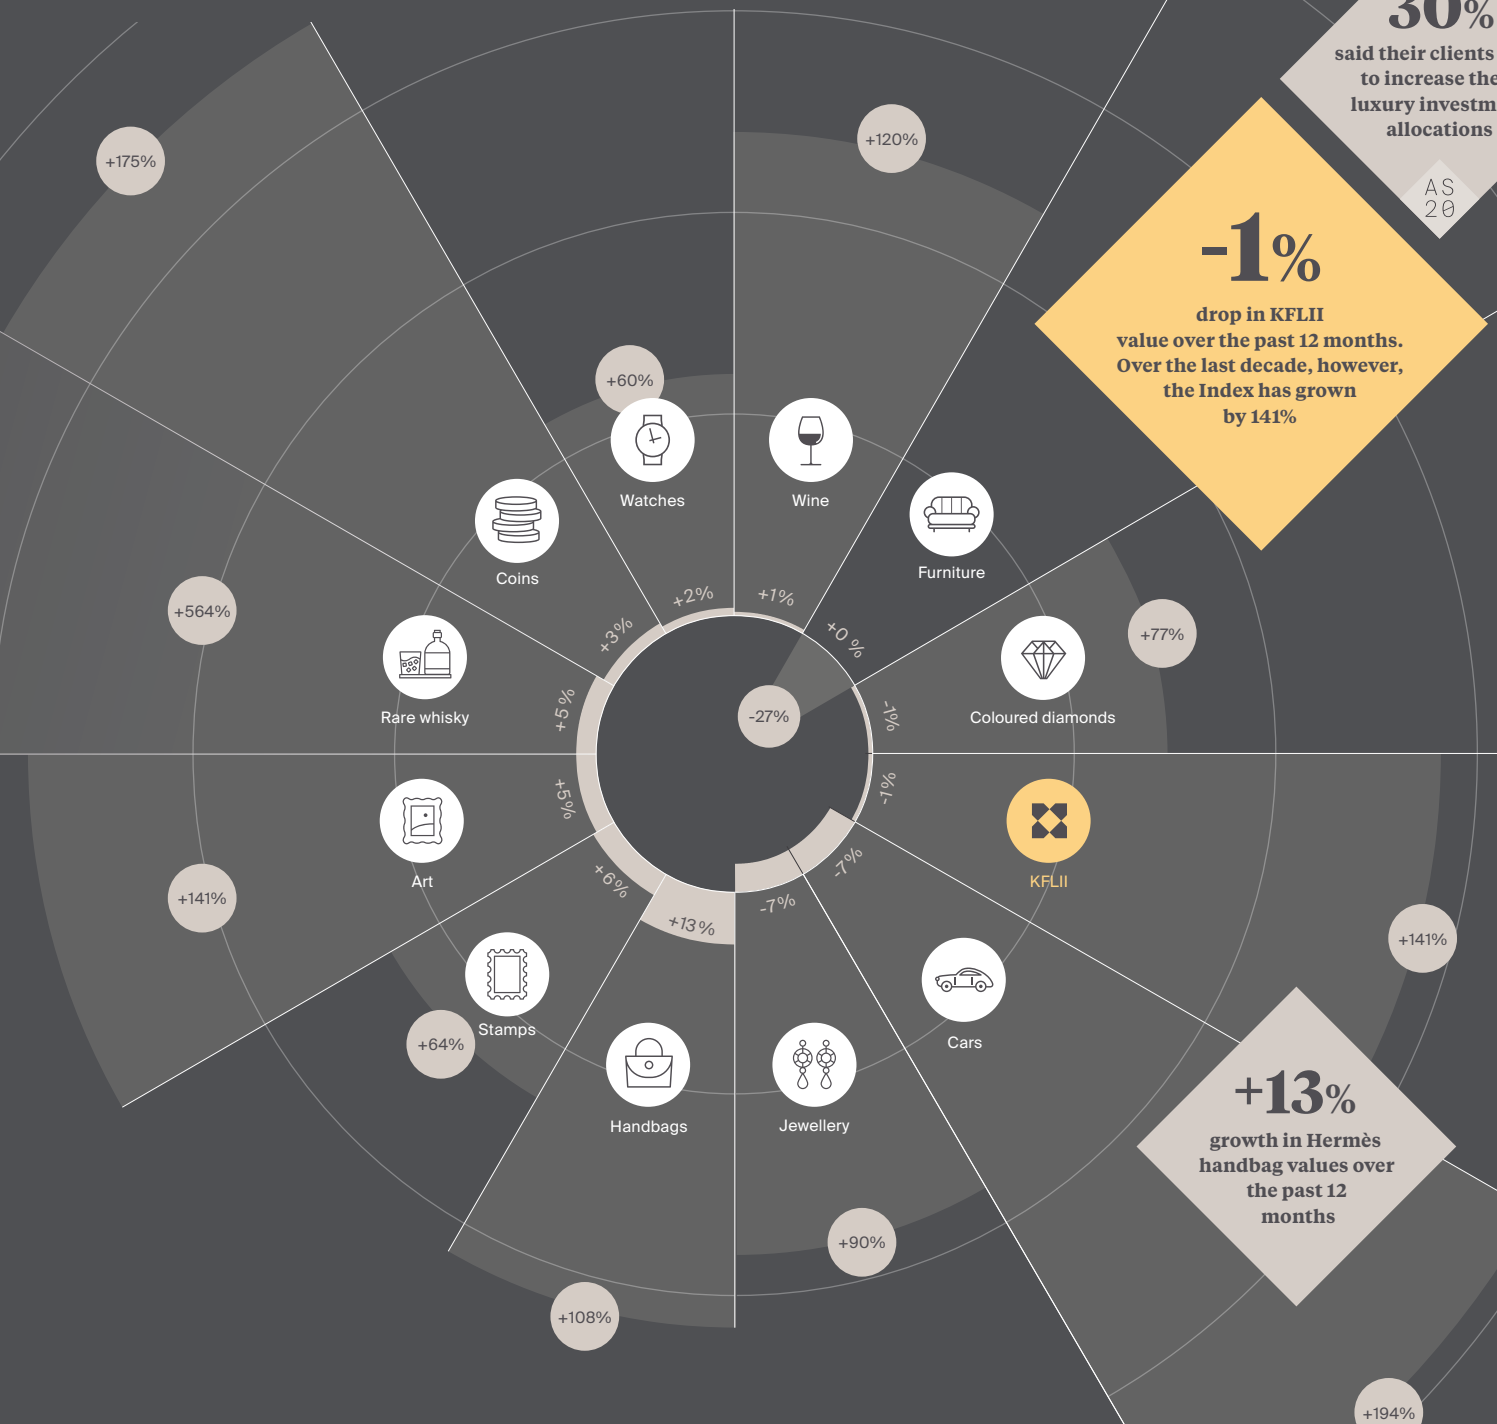 30%
said their clients
to increase the
luxury investm
allocations
AS
20
+175%
+120%
-1%
drop in KFLII
value over the past 12 months.
Over the last decade, however,
the Index has grown
by 141%
+60%
Watches
Wine
Coins
Furniture
+2%
+1%
+3%
+0 %
+564%
+77%
Rare whisky
Coloured diamonds
+5%
-27%
-1%
+5%
-1%
Art
KFLII
+141%
+6%
-7%
+13%
-7%
+141%
Stamps
+64%
Cars
Handbags
Jewellery
+13%
growth in Hermès
handbag values over
the past 12
months
+90%
+108%
+194%